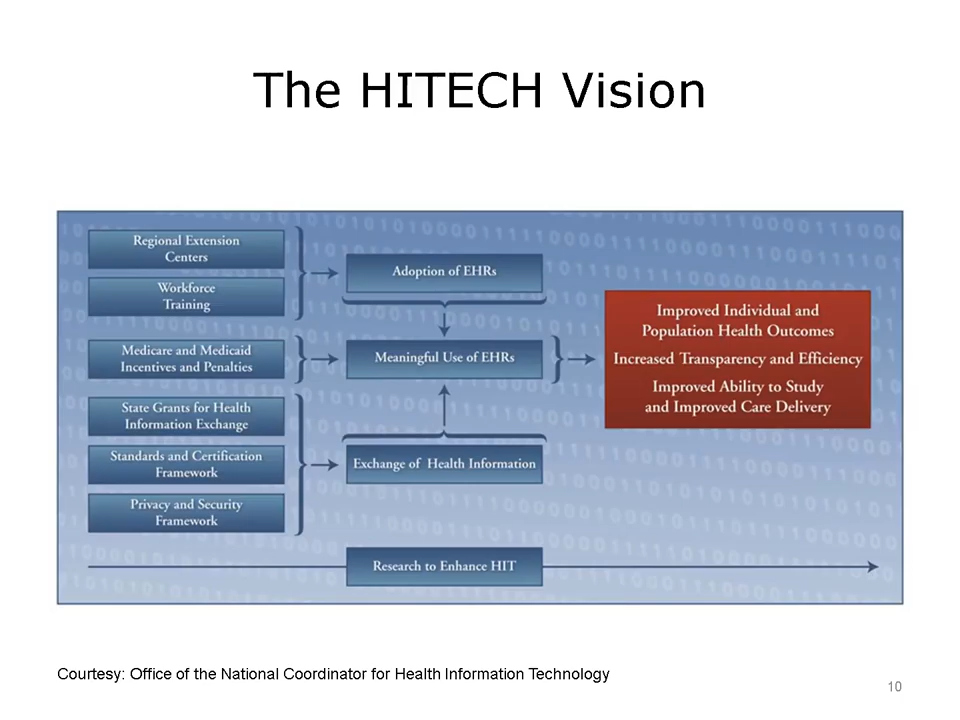 The HITECH Vision
Regional Extension
Centers
Workforce
Training
Medicare and Medicaid
Incentives and Penalties
State Grants for Health
Information Exchange
Standards and Certification
Framework
Privacy and Security
Framework
Adoption of EHRs
Meaningful Use of EHRs
Exchange of Health Information
Research to Enhance HIT
Improved Individual and
Population Health Outcomes
Increased Transparency and Efficiency
Improved Ability to Study
and Improved Care Delivery
Courtesy: Office of the National Coordinator for Health Information Technology
10